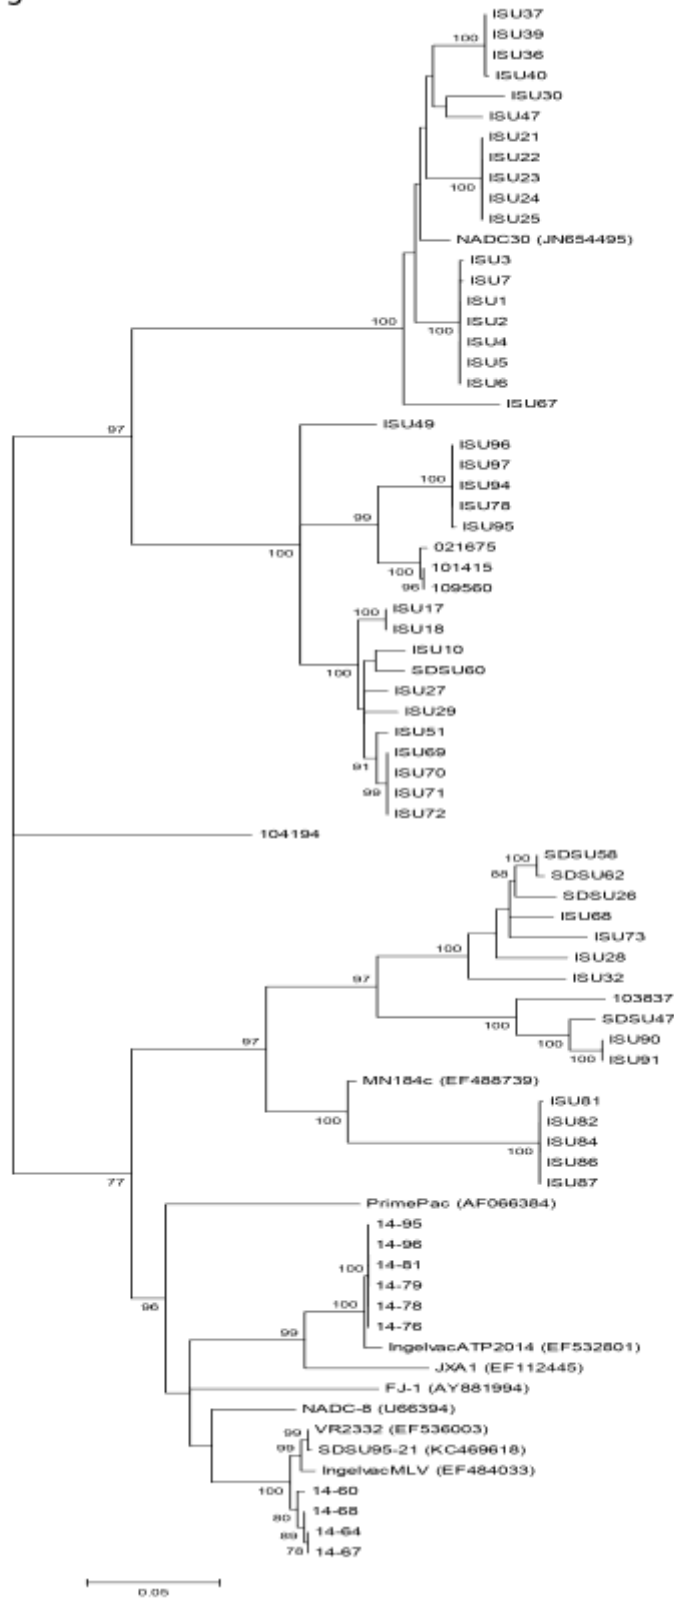 ISU37
100
ISU39
ISU36
ISU40
ISU30
ISU47
ISU21
ISU22
ISU23
100
ISU24
ISU25
NADC30 (JN654495)
ISU3
ISU7
ISU1
100
ISU2
100
ISU4
ISU5
ISU6
ISU67
97
ISU49
ISU96
ISU97
100
ISU94
ISU78
99
ISU95
021675
100
101415
100
96
109560
100
ISU17
ISU18
ISU10
100
SDSU60
ISU27
ISU29
ISU51
ISU69
91
ISU70
99
ISU71
ISU72
104194
100
SDSU58
88
SDSU62
SDSU26
ISU68
ISU73
100
ISU28
97
ISU32
103837
100
SDSU47
97
100
ISU90
100
ISU91
MN184c (EF488739)
ISU81
100
ISU82
ISU84
100
ISU86
77
ISU87
PrimePac (AF066384)
14-95
14-96
100
14-81
14-79
96
100
14-78
14-76
99
IngelvacATP2014 (EF532801)
JXA1 (EF112445)
FJ-1 (AY881994)
NADC-8 (U66394)
99
VR2332 (EF536003)
99
SDSU95-21 (KC469618)
IngelvacMLV (EF484033)
100
14-60
80
14-68
89
14-64
78
14-67
0.05